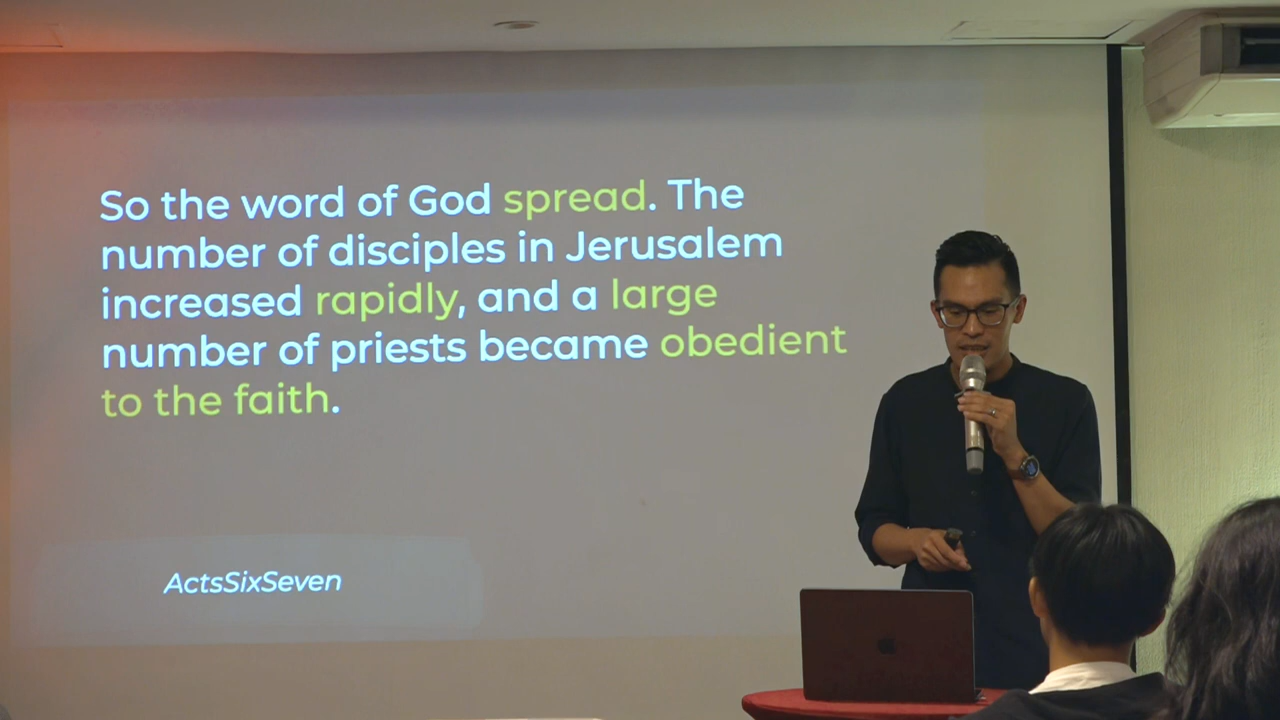 So the word of God spread. The
number of disciples in Jerusalem
increased rapidly, and a large
number of priests became obedient
to the faith.
ActsSixSeven